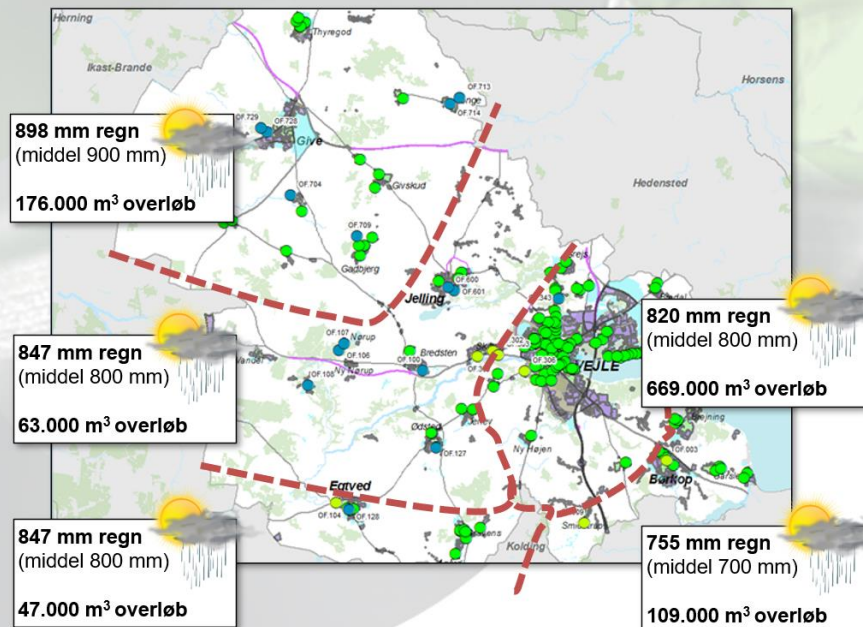 Herning
Thyregod
Ikast-Brande
Horsens
OF.713
OF.714
OF.729
OF.728
Give
898 mm regn
(middel 900 mm)
176.000 m³ overløb
Givskud
Hedensted
OF.704
OF.709
Gadbjerg
Jelling
OF.600
OF.601
343
820 mm regn
(middel 800 mm)
669.000 m³ overløb
847 mm regn
(middel 800 mm)
63.000 m³ overløb
OF.107
Nørup
OF.106
Ny Nørup
OF.108
OF.100
Bredsten
302
OF.306
VEJLE
Ødsted
OF.127
Jerlev
Ny Højen
OF.003
Børkop
Egtved
OF.104
OF.128
Kolding
847 mm regn
(middel 800 mm)
47.000 m³ overløb
755 mm regn
(middel 700 mm)
109.000 m³ overløb